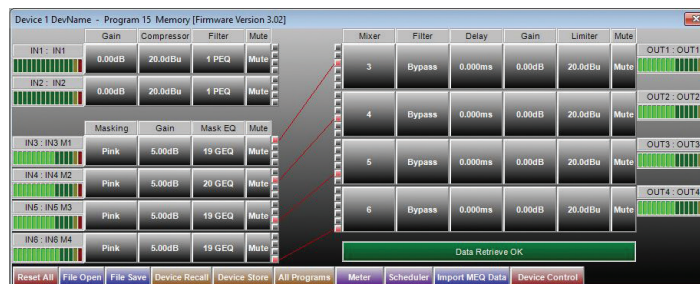 Device 1 DevName - Program 15 Memory [Firmware Version 3.02]
Gain Compressor Filter Mute
IN1 : IN1
0.00dB 20.0dBu 1 PEQ Mute
IN2 : IN2
0.00dB 20.0dBu 1 PEQ Mute
Masking Gain Mask EQ Mute
IN3 : IN3 M1
Pink 5.00dB 19 GEQ Mute
IN4 : IN4 M2
Pink 5.00dB 20 GEQ Mute
IN5 : IN5 M3
Pink 5.00dB 19 GEQ Mute
IN6 : IN6 M4
Pink 5.00dB 19 GEQ Mute
Mixer Filter Delay Gain Limiter Mute
3 Bypass 0.000ms 0.00dB 20.0dBu Mute
OUT1 : OUT1
4 Bypass 0.000ms 0.00dB 20.0dBu Mute
OUT2 : OUT2
5 Bypass 0.000ms 0.00dB 20.0dBu Mute
OUT3 : OUT3
6 Bypass 0.000ms 0.00dB 20.0dBu Mute
OUT4 : OUT4
Data Retrieve OK
Reset All File Open File Save Device Recall Device Store All Programs Meter Scheduler Import MEQ Data Device Control